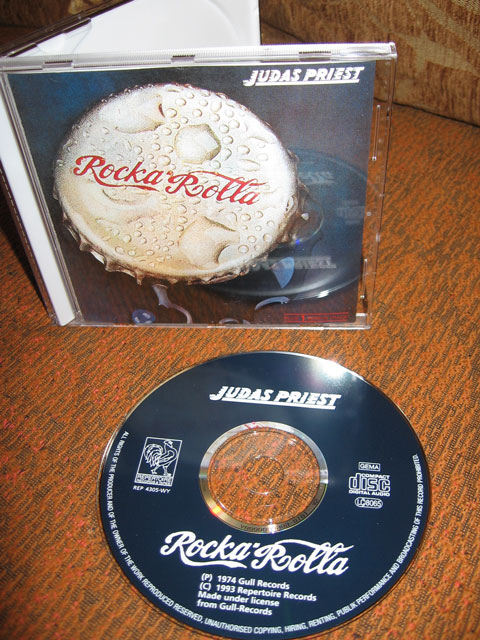 JUDAS PRIEST
Rocka Rolla
JUDAS PRIEST
REPERTOIRE
REP 4305-WY
GEMA
COMPACT
disc
DIGITAL AUDIO
LC8065
Rocka Rolla
(P) 1974 Gull Records
(C) 1993 Repertoire Records
Made under license
from Gull-Records
ALL RIGHTS OF THE PRODUCER AND OF THE OWNER OF THE WORK REPRODUCED RESERVED, UNAUTHORISED COPYING, HIRING, RENTING, PUBLIK PERFORMANCE AND BROADCASTING OF THIS RECORD PROHIBITED.